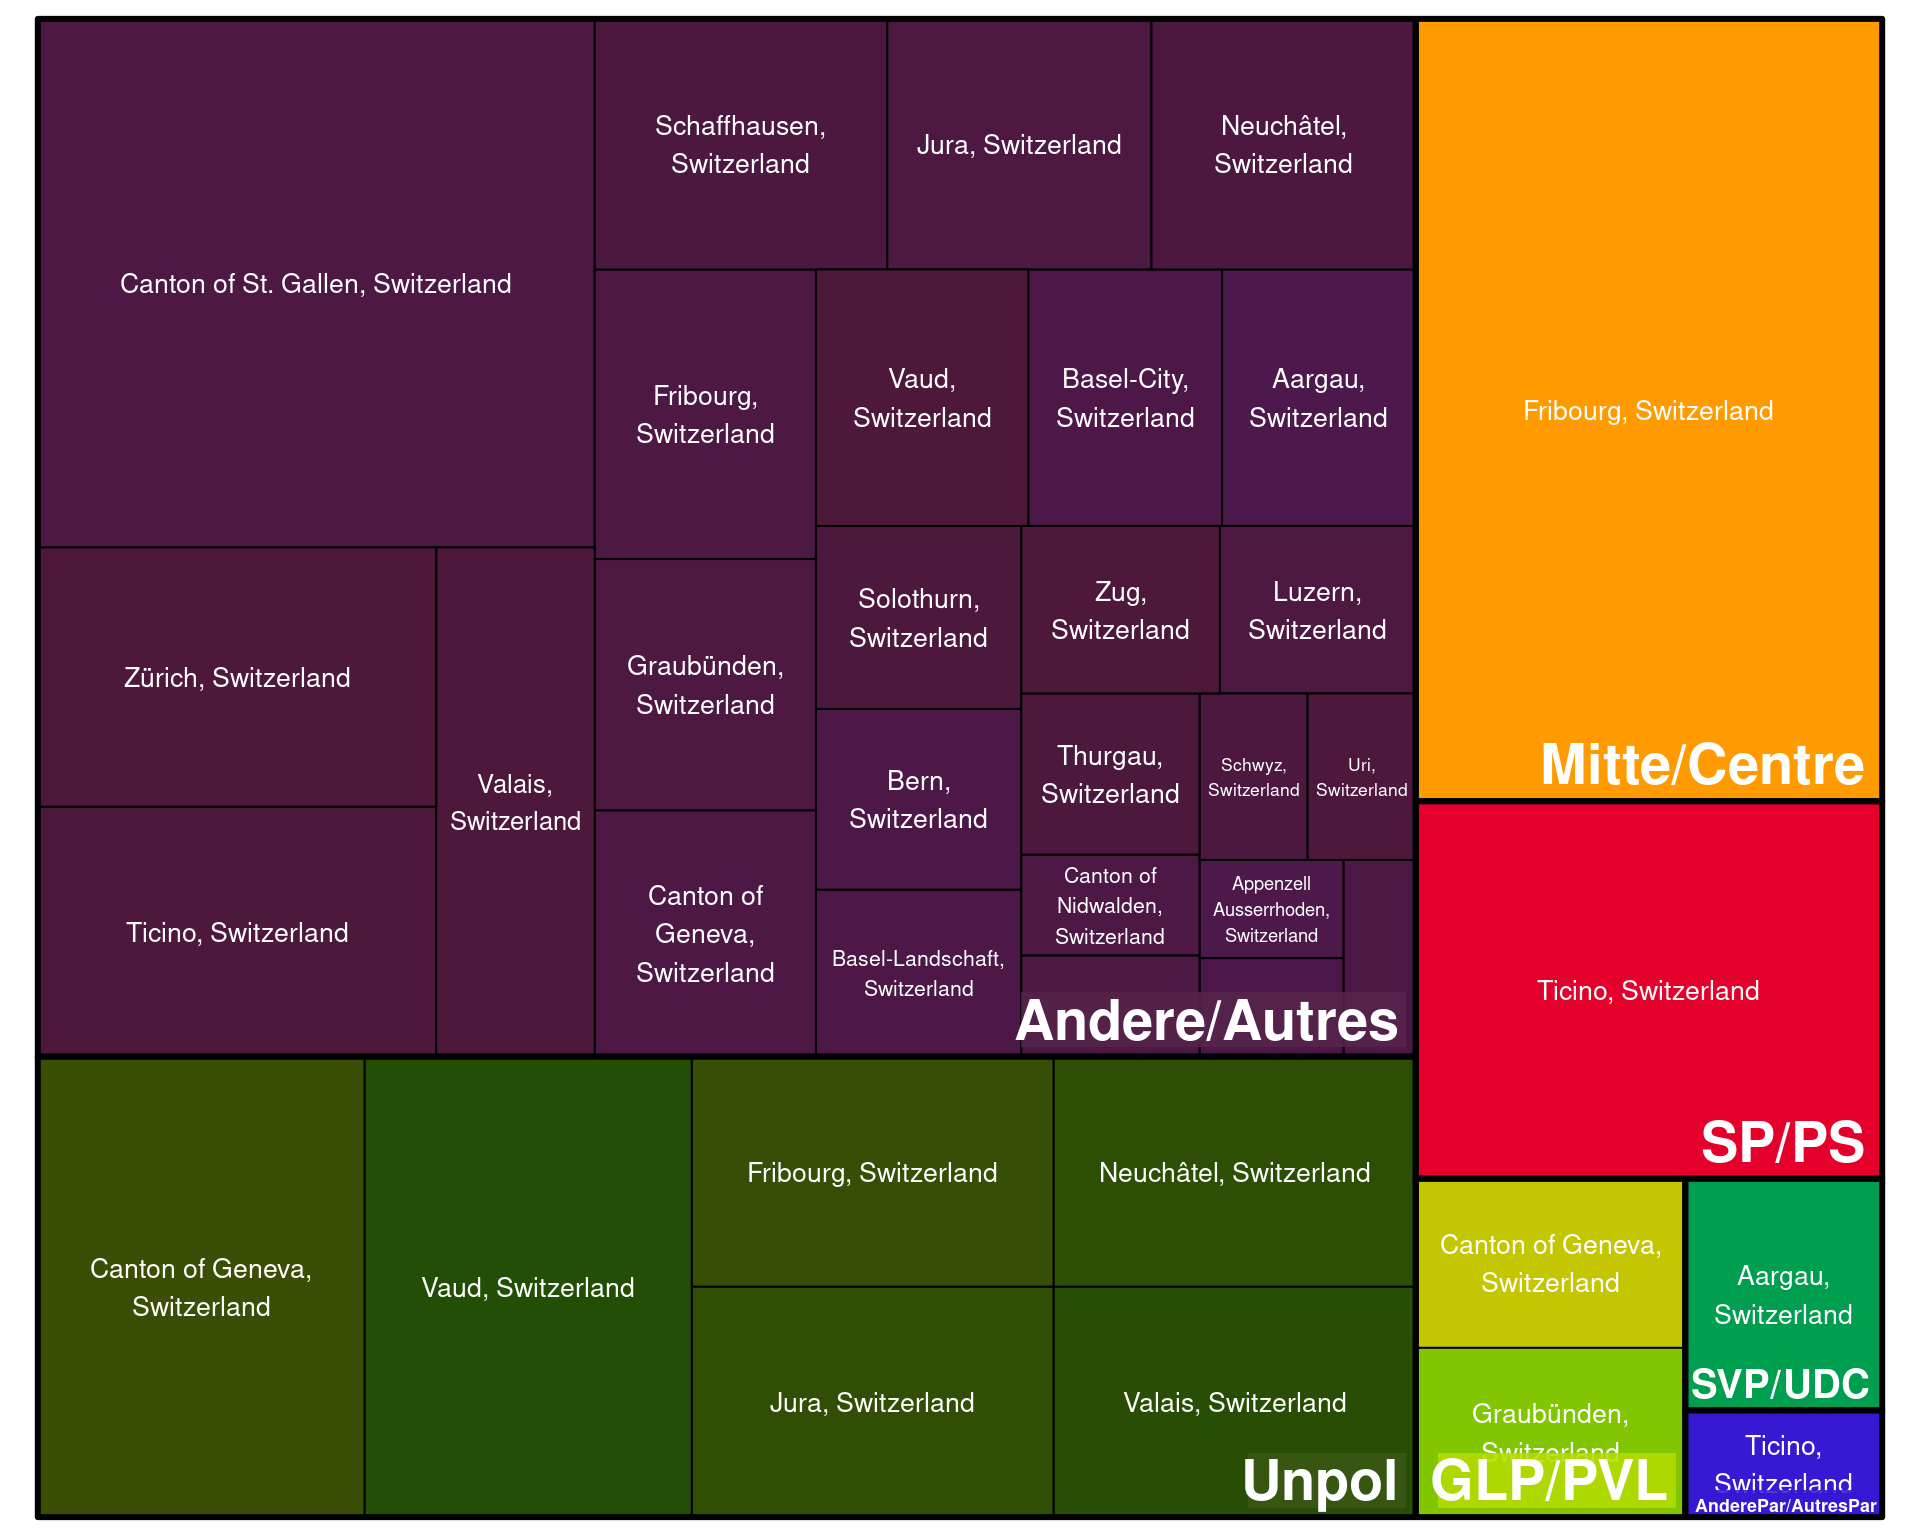 Canton of St. Gallen, Switzerland
Schaffhausen,
Switzerland
Jura, Switzerland
Neuchâtel,
Switzerland
Fribourg,
Switzerland
Vaud,
Switzerland
Basel-City,
Switzerland
Aargau,
Switzerland
Zürich, Switzerland
Ticino, Switzerland
Valais,
Switzerland
Graubünden,
Switzerland
Canton of
Geneva,
Switzerland
Solothurn,
Switzerland
Zug,
Switzerland
Luzern,
Switzerland
Bern,
Switzerland
Basel-Landschaft,
Switzerland
Thurgau,
Switzerland
Schwyz,
Switzerland
Uri,
Switzerland
Canton of
Nidwalden,
Switzerland
Appenzell
Ausserrhoden,
Switzerland
Andere/Autres
Canton of Geneva,
Switzerland
Vaud, Switzerland
Fribourg, Switzerland
Neuchâtel, Switzerland
Jura, Switzerland
Valais, Switzerland
Unpol
Fribourg, Switzerland
Mitte/Centre
Ticino, Switzerland
SP/PS
Canton of Geneva,
Switzerland
Graubünden,
Switzerland
GLP/PVL
Aargau,
Switzerland
SVP/UDC
Ticino,
Switzerland
AnderePar/AutresPar